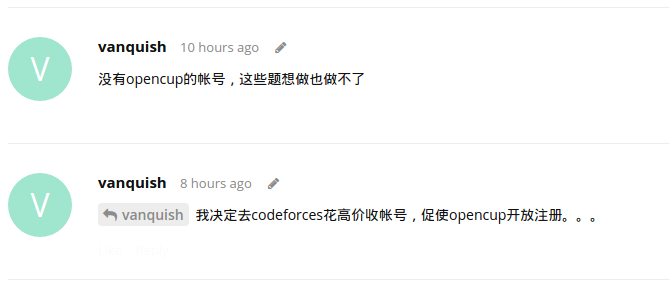 V
vanquish 10 hours ago
没有opencup的帐号，这些题想做也做不了
V
vanquish 8 hours ago
vanquish 我决定去codeforces花高价收帐号，促使opencup开放注册。。。